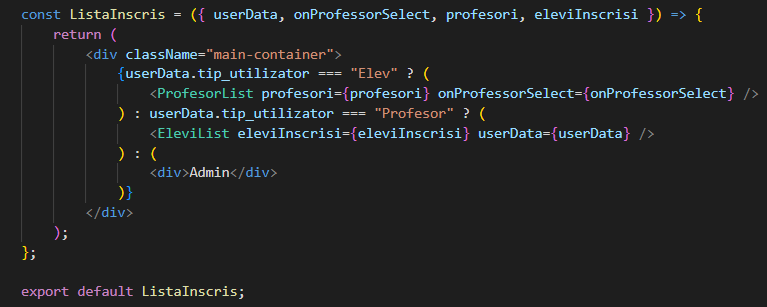 const ListaInscris = ({ userData, onProfessorSelect, profesori, eleviInscrisi }) => {
    return (
        <div className="main-container">
            {userData.tip_utilizator === "Elev" ? (
                <ProfesorList profesori={profesori} onProfessorSelect={onProfessorSelect} />
            ) : userData.tip_utilizator === "Profesor" ? (
                <EleviList eleviInscrisi={eleviInscrisi} userData={userData} />
            ) : (
                <div>Admin</div>
            )}
        </div>
    );
};
export default ListaInscris;